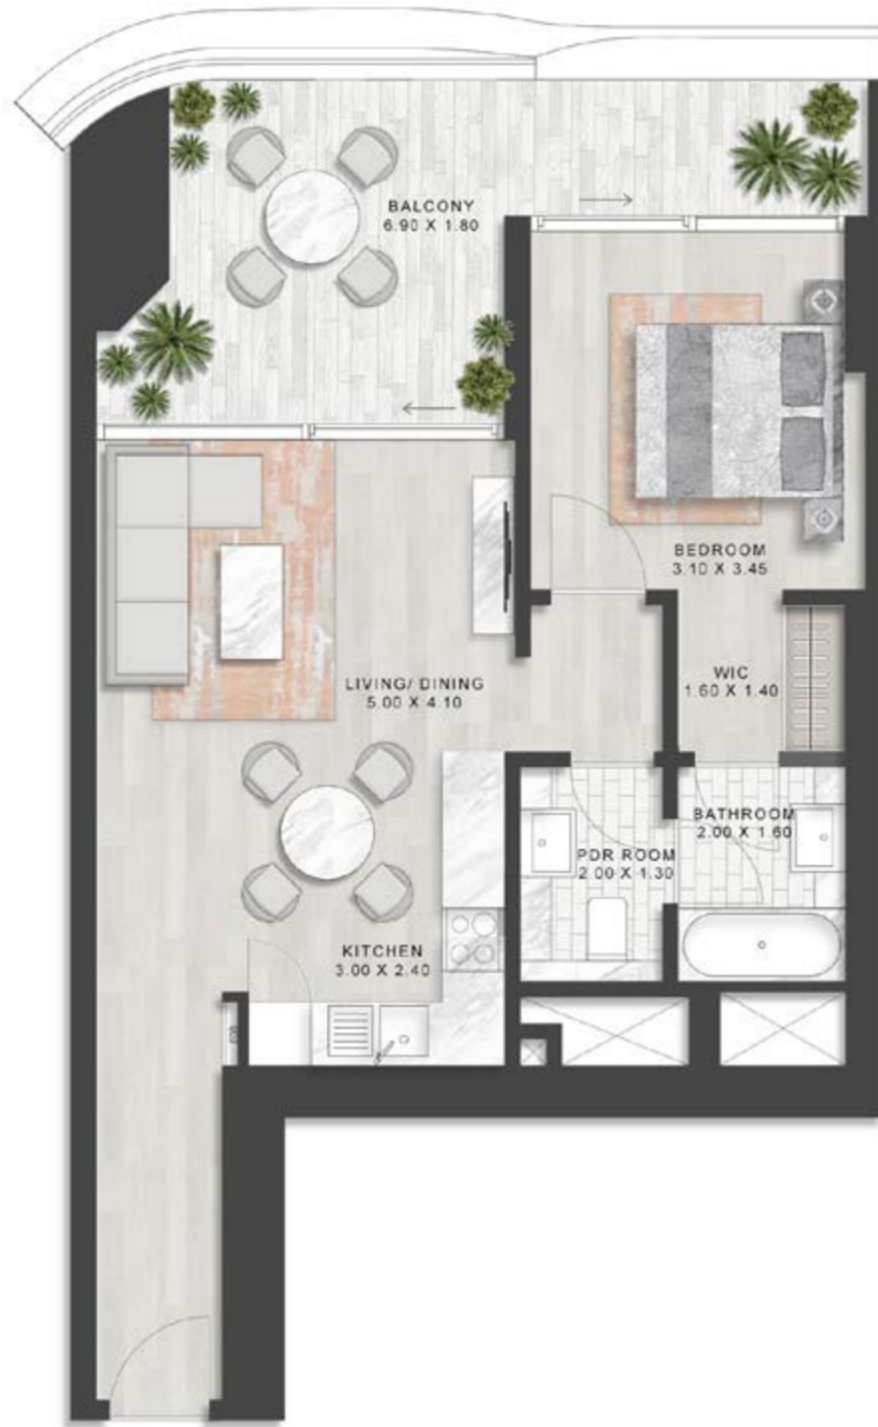 BALCONY
6.90 X 1.80
BEDROOM
3.10 X 3.45
LIVING/ DINING
5.00 X 4.10
WIC
1.60 X 1.40
BATHROOM
2.00 X 1.60
PDR ROOM
2.00 X 1.30
KITCHEN
3.00 X 2.40